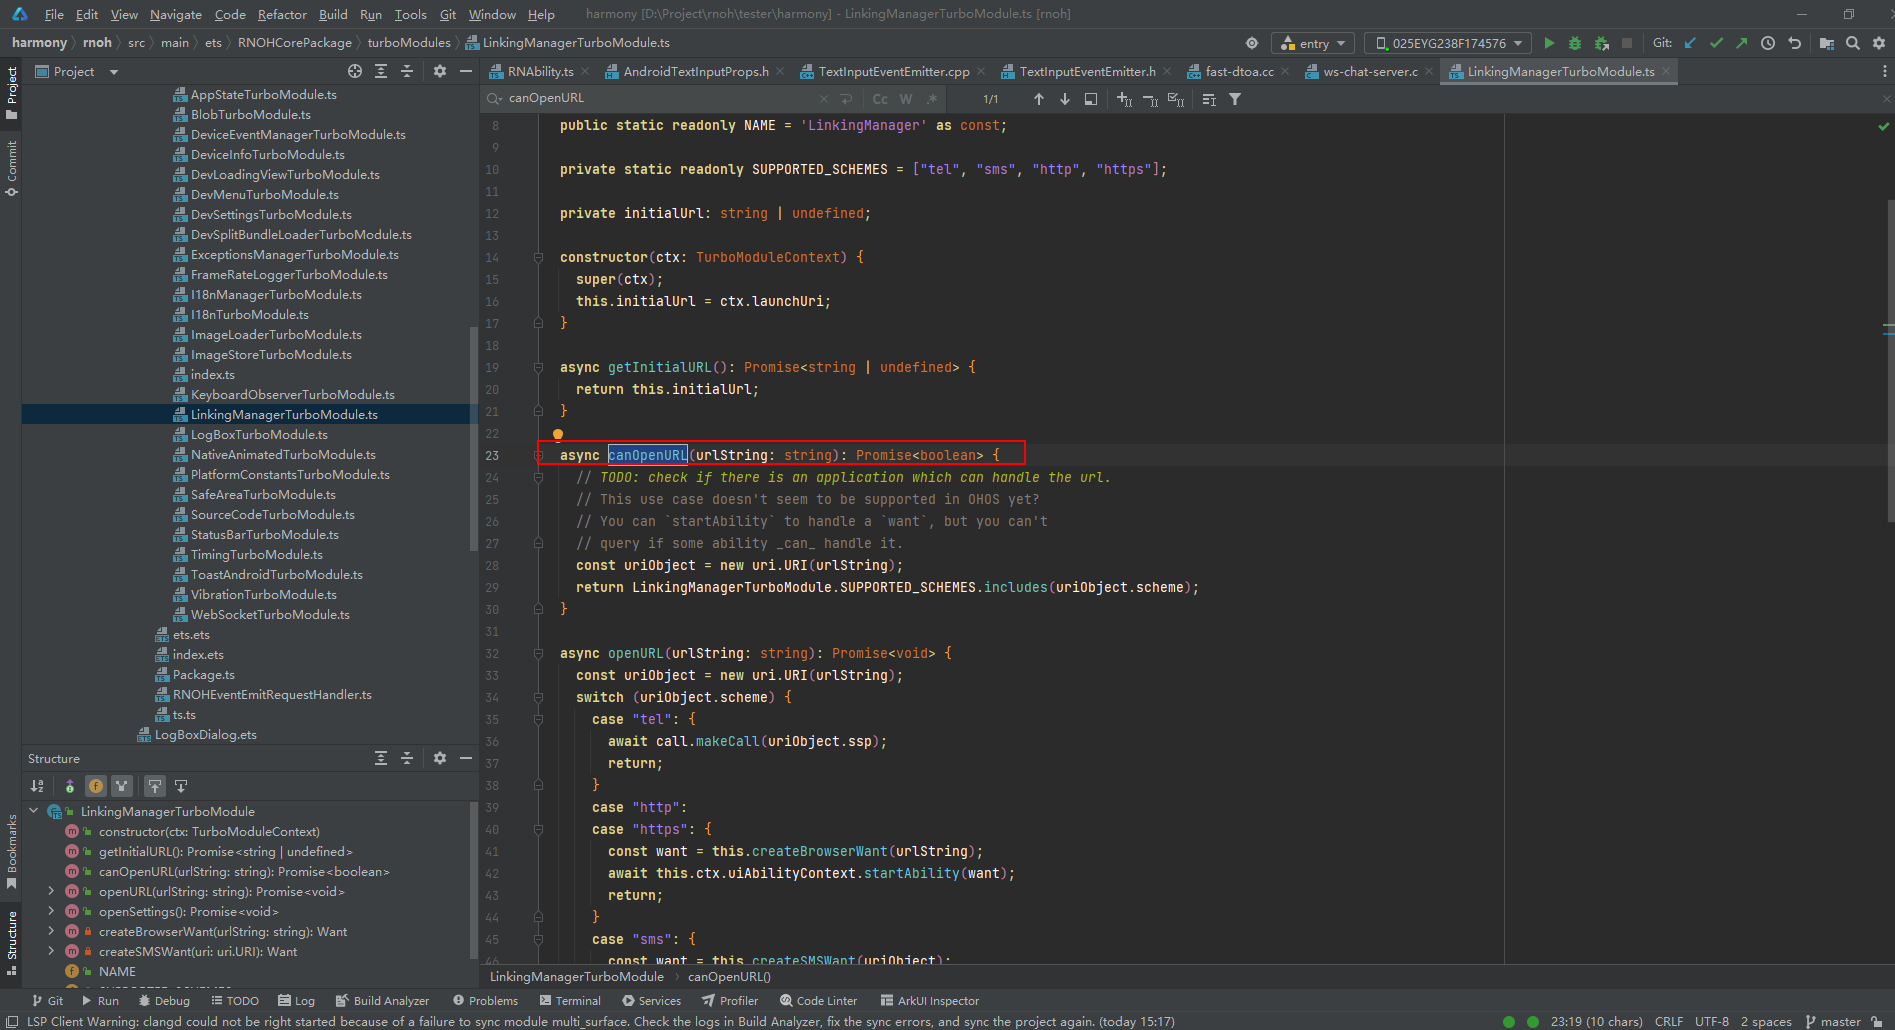 File Edit View Navigate Code Refactor Build Run Tools Git Window Help harmony [D:\Project\rnoh\tester\harmony] - LinkingManagerTurboModule.ts [rnoh]
harmony rnoh src main ets RNOHCorePackage turboModules LinkingManagerTurboModule.ts entry 025EYG238F174576 Git:
Project
RNAbility.ts AndroidTextInputProps.h TextInputEventEmitter.cpp TextInputEventEmitter.h fast-dtoa.cc ws-chat-server.c LinkingManagerTurboModule.ts
canOpenURL Cc W .* 1/1
Project
Commit
Bookmarks
Structure
AppStateTurboModule.ts
BlobTurboModule.ts
DeviceEventManagerTurboModule.ts
DeviceInfoTurboModule.ts
DevLoadingViewTurboModule.ts
DevMenuTurboModule.ts
DevSettingsTurboModule.ts
DevSplitBundleLoaderTurboModule.ts
ExceptionsManagerTurboModule.ts
FrameRateLoggerTurboModule.ts
I18nManagerTurboModule.ts
I18nTurboModule.ts
ImageLoaderTurboModule.ts
ImageStoreTurboModule.ts
index.ts
KeyboardObserverTurboModule.ts
LinkingManagerTurboModule.ts
LogBoxTurboModule.ts
NativeAnimatedTurboModule.ts
PlatformConstantsTurboModule.ts
SafeAreaTurboModule.ts
SourceCodeTurboModule.ts
StatusBarTurboModule.ts
TimingTurboModule.ts
ToastAndroidTurboModule.ts
VibrationTurboModule.ts
WebSocketTurboModule.ts
ets.ets
index.ets
Package.ts
RNOHEventEmitRequestHandler.ts
ts.ts
LogBoxDialog.ets
Structure
LinkingManagerTurboModule
constructor(ctx: TurboModuleContext)
getInitialURL(): Promise<string | undefined>
canOpenURL(urlString: string): Promise<boolean>
openURL(urlString: string): Promise<void>
openSettings(): Promise<void>
createBrowserWant(urlString: string): Want
createSMSWant(uri: uri.URI): Want
NAME
8 public static readonly NAME = 'LinkingManager' as const;
9
10 private static readonly SUPPORTED_SCHEMES = ["tel", "sms", "http", "https"];
11
12 private initialUrl: string | undefined;
13
14 constructor(ctx: TurboModuleContext) {
15 super(ctx);
16 this.initialUrl = ctx.launchUri;
17 }
18
19 async getInitialURL(): Promise<string | undefined> {
20 return this.initialUrl;
21 }
22
23 async canOpenURL(urlString: string): Promise<boolean> {
24 // TODO: check if there is an application which can handle the url.
25 // This use case doesn't seem to be supported in OHOS yet?
26 // You can `startAbility` to handle a `want`, but you can't
27 // query if some ability _can_ handle it.
28 const uriObject = new uri.URI(urlString);
29 return LinkingManagerTurboModule.SUPPORTED_SCHEMES.includes(uriObject.scheme);
30 }
31
32 async openURL(urlString: string): Promise<void> {
33 const uriObject = new uri.URI(urlString);
34 switch (uriObject.scheme) {
35 case "tel": {
36 await call.makeCall(uriObject.ssp);
37 return;
38 }
39 case "http":
40 case "https": {
41 const want = this.createBrowserWant(urlString);
42 await this.ctx.uiAbilityContext.startAbility(want);
43 return;
44 }
45 case "sms": {
46 const want = this.createSMSWant(uriObject);
LinkingManagerTurboModule canOpenURL()
Git Run Debug TODO Log Build Analyzer Problems Terminal Services Profiler Code Linter ArkUI Inspector
LSP Client Warning: clangd could not be right started because of a failure to sync module multi_surface. Check the logs in Build Analyzer, fix the sync errors, and sync the project again. (today 15:17) 23:19 (10 chars) CRLF UTF-8 2 spaces master